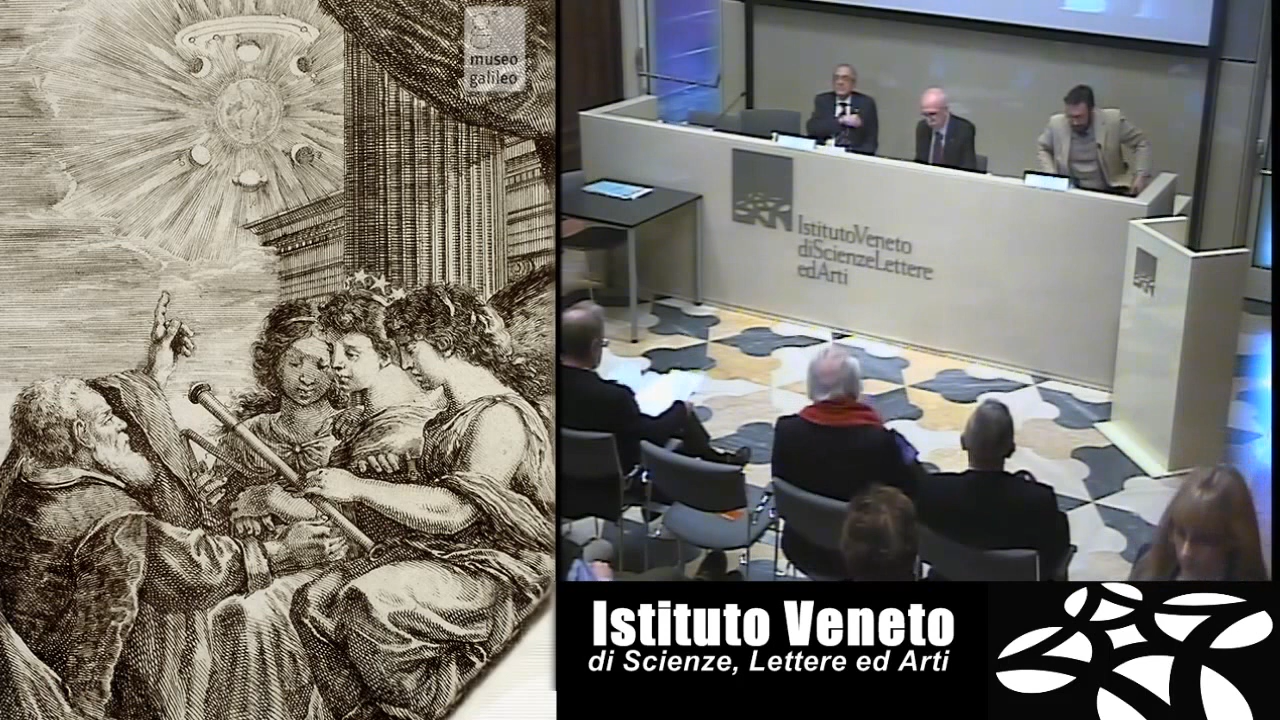 museo
galileo
IstitutoVeneto
diScienzeLettere
edArti
Istituto Veneto
di Scienze, Lettere ed Arti